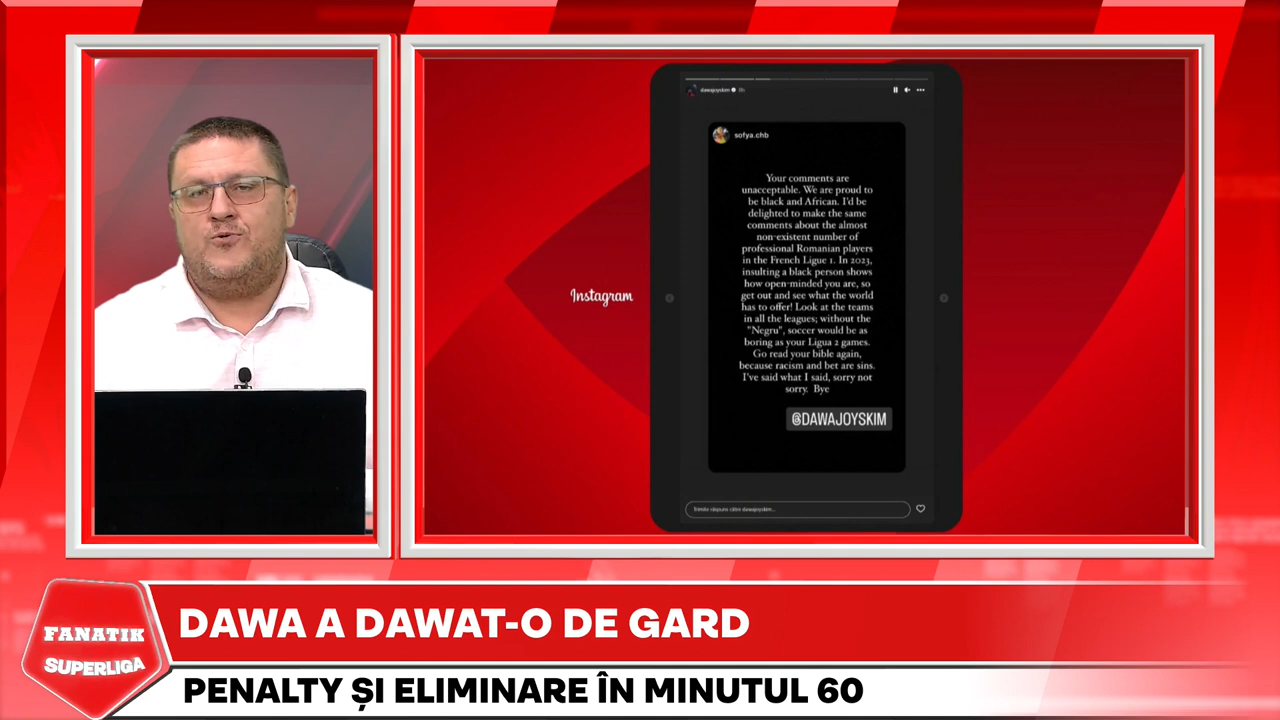 dawajoyskim 8h
sofya.chb
Your comments are
unacceptable. We are proud to
be black and African. I'd be
delighted to make the same
comments about the almost
non-existent number of
professional Romanian players
in the French Ligue 1. In 2023,
insulting a black person shows
how open-minded you are, so
get out and see what the world
has to offer! Look at the teams
in all the leagues; without the
"Negru", soccer would be as
boring as your Ligua 2 games.
Go read your bible again,
because racism and bet are sins.
I've said what I said, sorry not
sorry. Bye
@DAWAJOYSKIM
Instagram
Trimite răspuns către dawajoyskim...
DAWA A DAWAT-O DE GARD
FANATIK
SUPERLIGA
PENALTY ȘI ELIMINARE ÎN MINUTUL 60